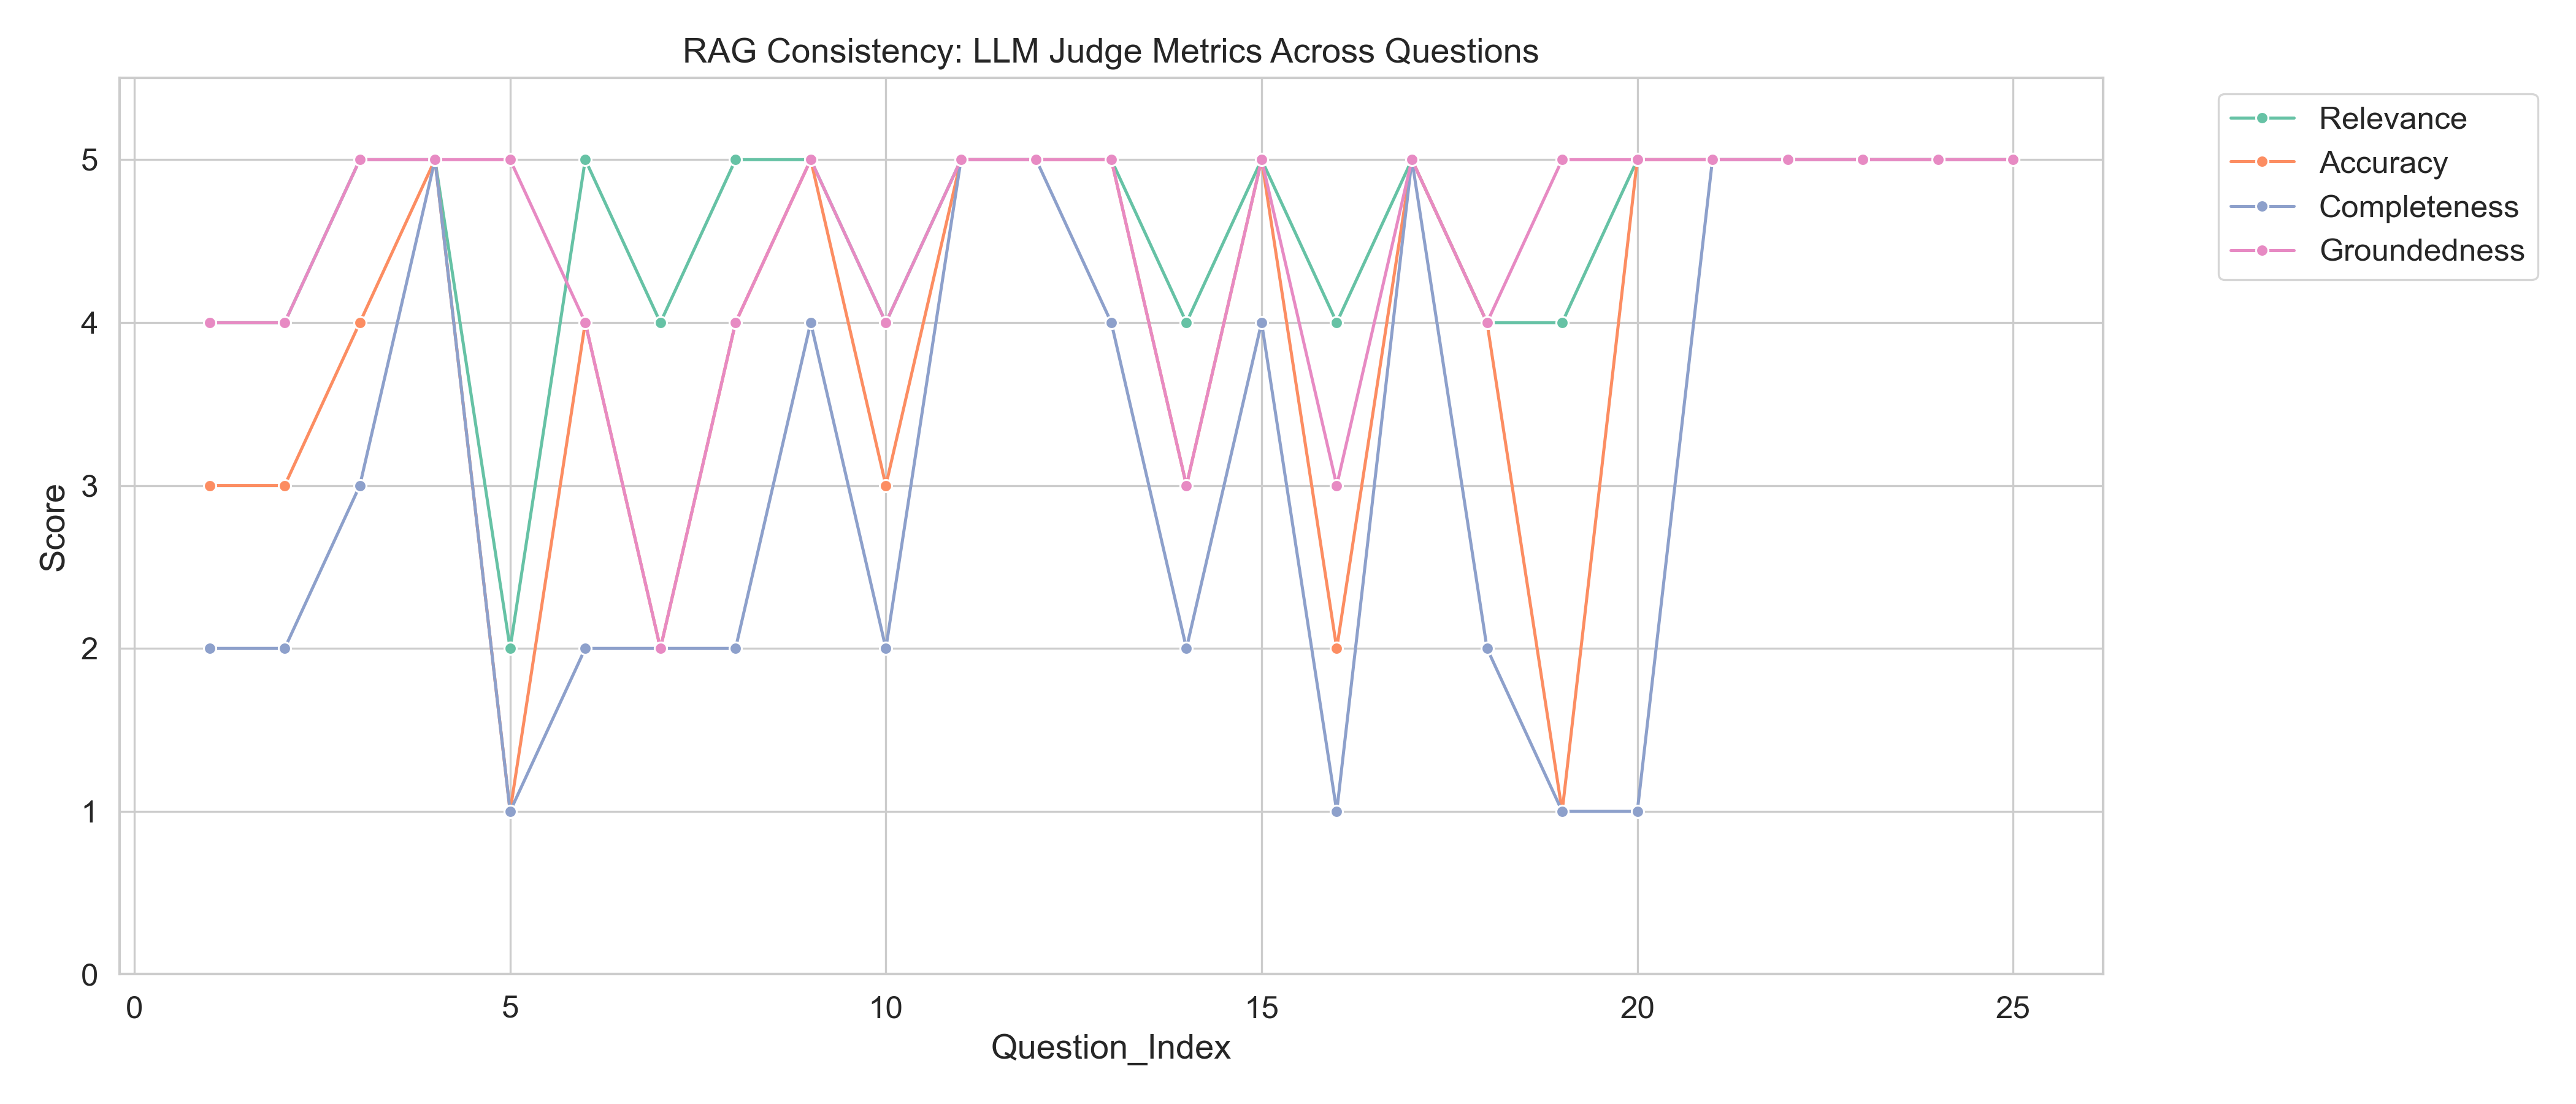 RAG Consistency: LLM Judge Metrics Across Questions
Relevance
Accuracy
Completeness
Groundedness
Score
5
4
3
2
1
0
0 5 10 15 20 25
Question_Index